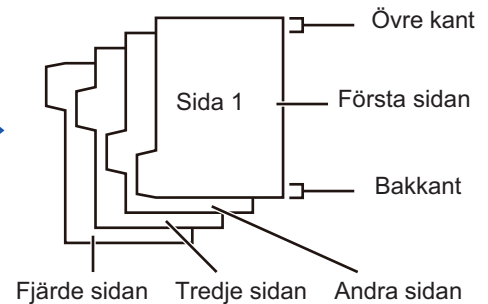 Övre kant
Sida 1
Första sidan
Bakkant
Fjärde sidan
Tredje sidan
Andra sidan